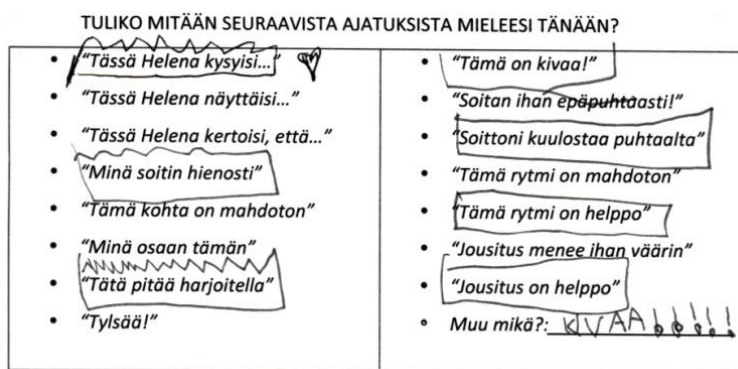 TULIKO MITÄÄN SEURAAVISTA AJATUKSISTA MIELEESI TÄNÄÄN?
• "Tässä Helena kysyisi…"
• "Tässä Helena näyttäisi…"
• "Tässä Helena kertoisi, että…"
• "Minä soitin hienosti"
• "Tämä kohta on mahdoton"
• "Minä osaan tämän"
• "Tätä pitää harjoitella"
• "Tylsää!"
• "Tämä on kivaa!"
• "Soitan ihan epäpuhtaasti!"
• "Soittoni kuulostaa puhtaalta"
• "Tämä rytmi on mahdoton"
• "Tämä rytmi on helppo"
• "Jousitus menee ihan väärin"
• "Jousitus on helppo"
• Muu mikä?: KIVAA!!!!!